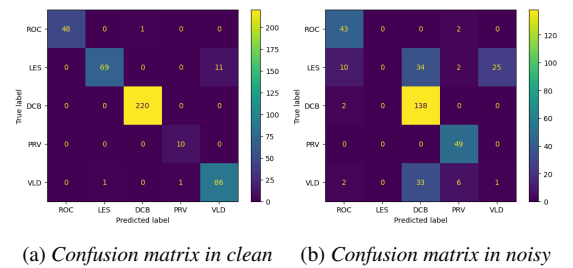 ROC 48 0 1 0 0
LES 0 69 0 0 11
DCB 0 0 220 0 0
PRV 0 0 0 10 0
VLD 0 1 0 1 86
True label
ROC LES DCB PRV VLD
Predicted label
200
175
150
125
100
75
50
25
0
(a) Confusion matrix in clean
ROC 43 0 0 2 0
LES 10 0 34 2 25
DCB 2 0 138 0 0
PRV 0 0 0 49 0
VLD 2 0 33 6 1
True label
ROC LES DCB PRV VLD
Predicted label
120
100
80
60
40
20
0
(b) Confusion matrix in noisy